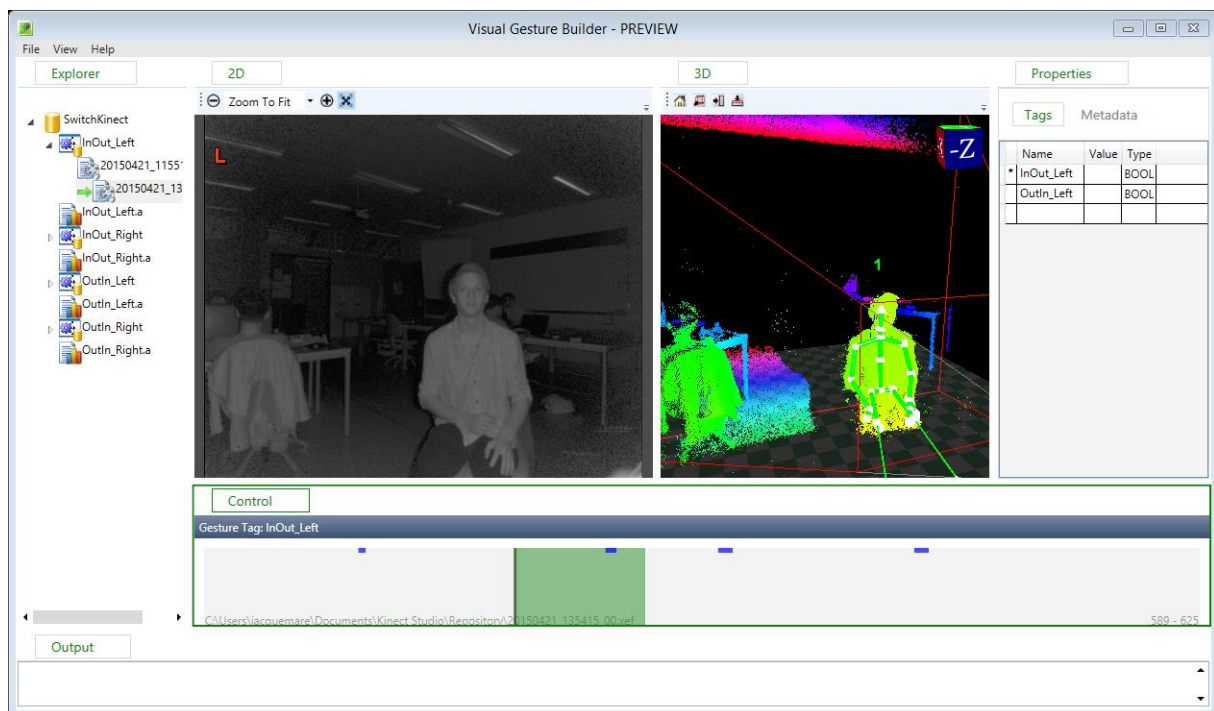 Visual Gesture Builder - PREVIEW
File View Help
Explorer
2D
3D
Properties
Zoom To Fit
Tags Metadata
SwitchKinect
InOut_Left
20150421_1155
20150421_13
InOut_Left.a
InOut_Right
InOut_Right.a
OutIn_Left
OutIn_Left.a
OutIn_Right
OutIn_Right.a
L
-Z
1
Name Value Type
* InOut_Left BOOL
OutIn_Left BOOL
Control
Gesture Tag: InOut_Left
C:\Users\jacquemare\Documents\Kinect Studio\Repository\20150421_135415_00.xef
589 - 625
Output